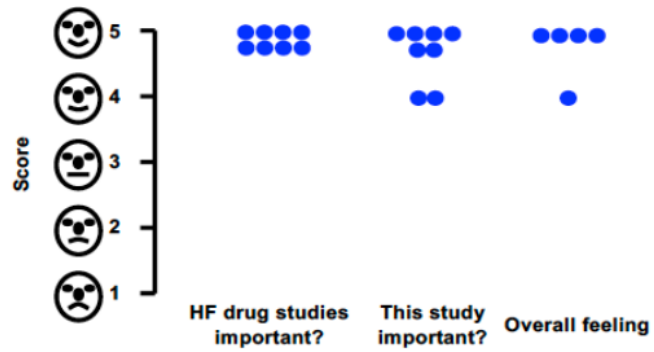 5
4
3
2
1
Score
HF drug studies
important?
This study
important?
Overall feeling